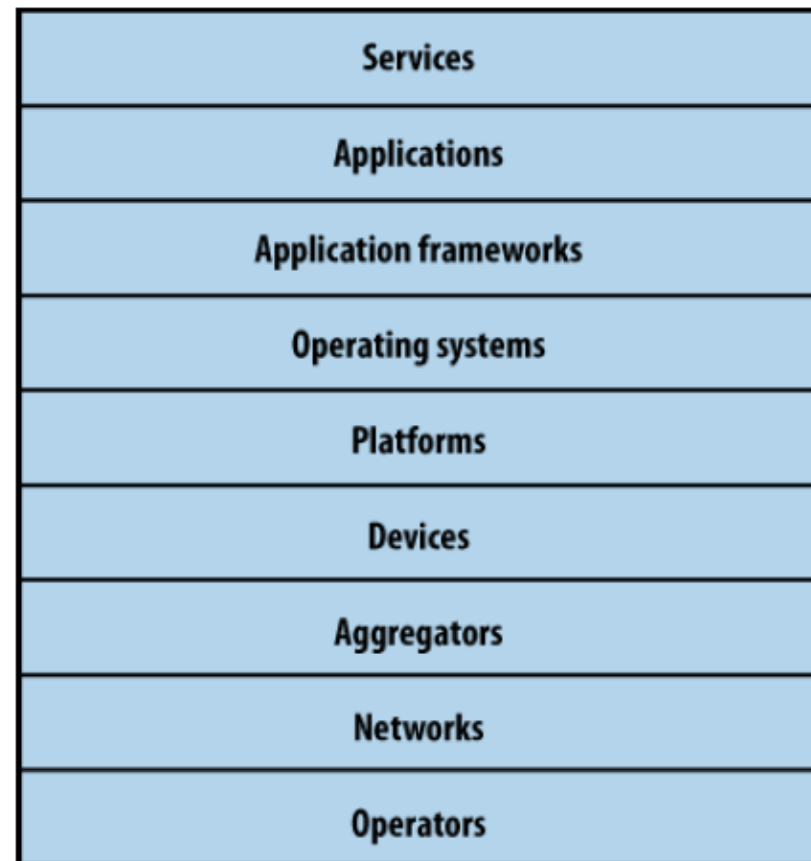 Services
Applications
Application frameworks
Operating systems
Platforms
Devices
Aggregators
Networks
Operators